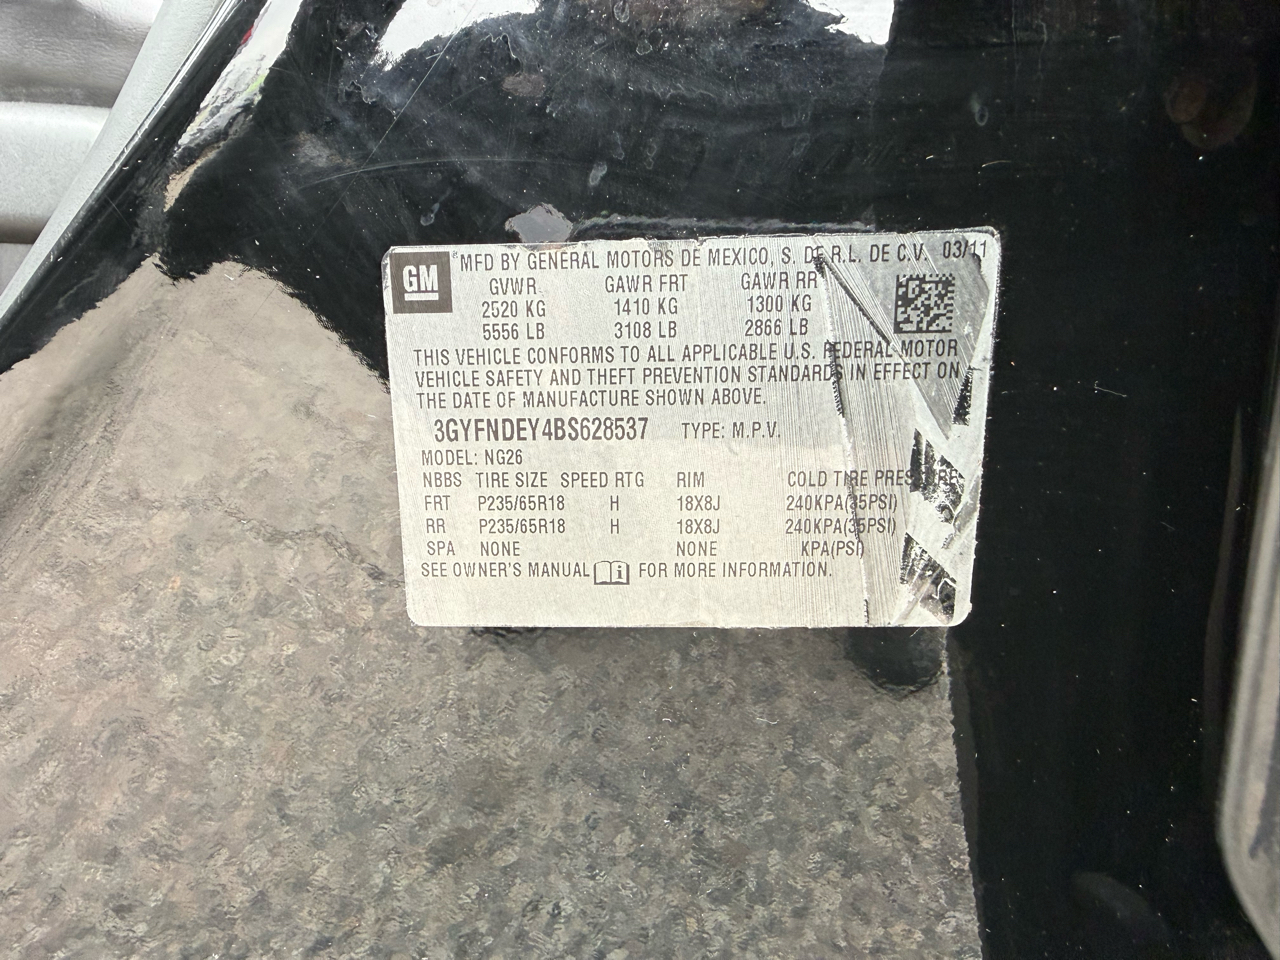 GM ® MFD BY GENERAL MOTORS DE MEXICO, S. DE R.L. DE C.V. 03/11
GVWR GAWR FRT GAWR RR
2520 KG 1410 KG 1300 KG
5556 LB 3108 LB 2866 LB
THIS VEHICLE CONFORMS TO ALL APPLICABLE U.S. FEDERAL MOTOR
VEHICLE SAFETY AND THEFT PREVENTION STANDARDS IN EFFECT ON
THE DATE OF MANUFACTURE SHOWN ABOVE.
3GYFNDEY4BS628537 TYPE: M.P.V.
MODEL: NG26
NBBS TIRE SIZE SPEED RTG RIM COLD TIRE PRESSURE
FRT P235/65R18 H 18X8J 240KPA(35PSI)
RR P235/65R18 H 18X8J 240KPA(35PSI)
SPA NONE NONE KPA(PSI)
SEE OWNER'S MANUAL FOR MORE INFORMATION.